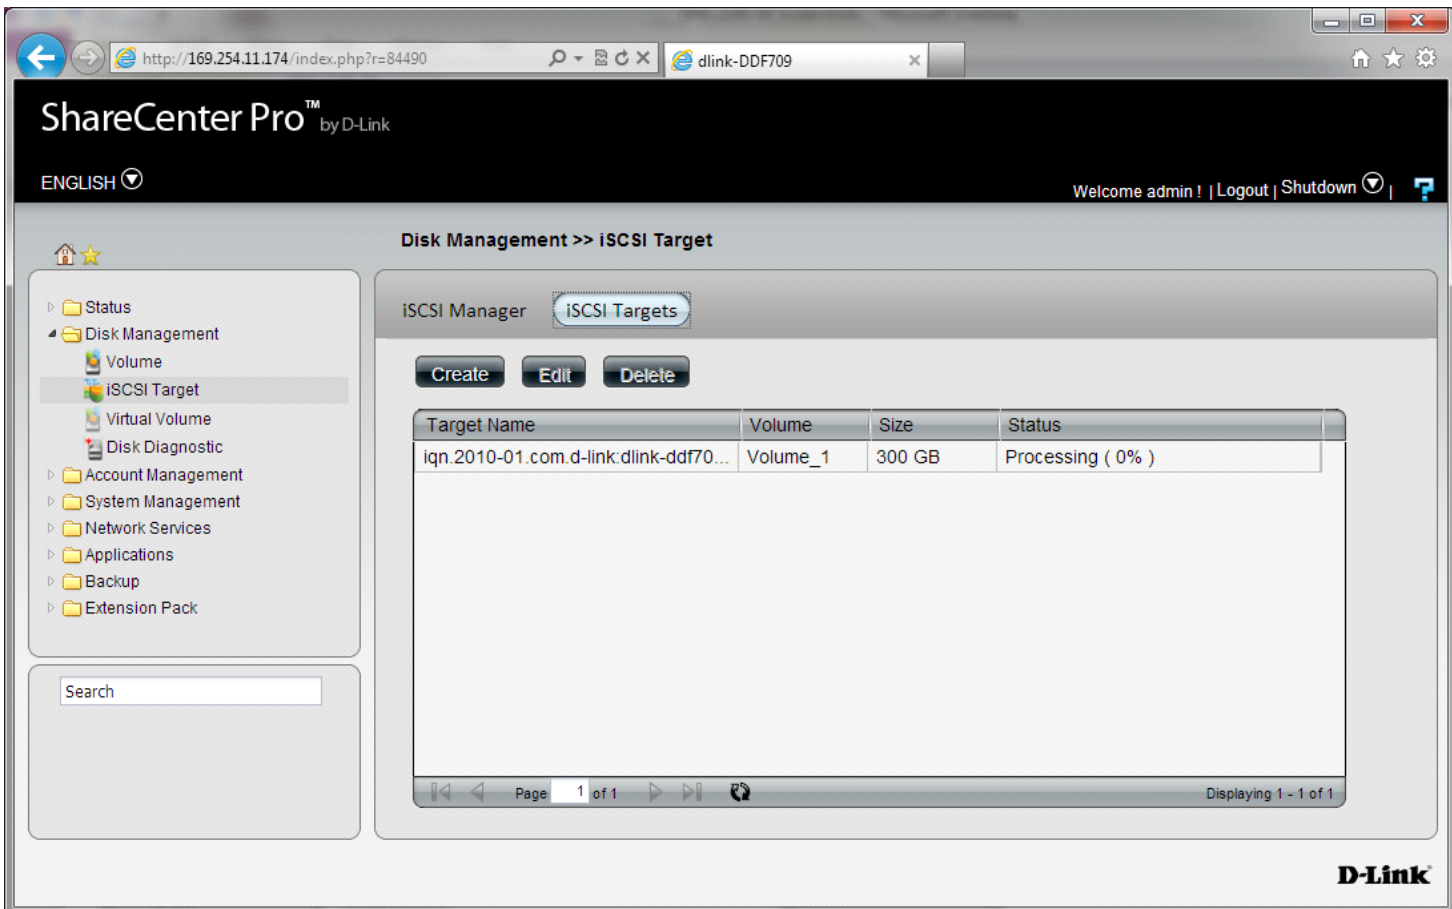 http://169.254.11.174/index.php?r=84490
dlink-DDF709
ShareCenter Pro™ by D-Link
ENGLISH
Welcome admin ! | Logout | Shutdown |
Disk Management >> iSCSI Target
Status
Disk Management
Volume
iSCSI Target
Virtual Volume
Disk Diagnostic
Account Management
System Management
Network Services
Applications
Backup
Extension Pack
Search
iSCSI Manager iSCSI Targets
Create Edit Delete
Target Name Volume Size Status
iqn.2010-01.com.d-link:dlink-ddf70... Volume_1 300 GB Processing ( 0% )
Page 1 of 1 Displaying 1 - 1 of 1
D-Link